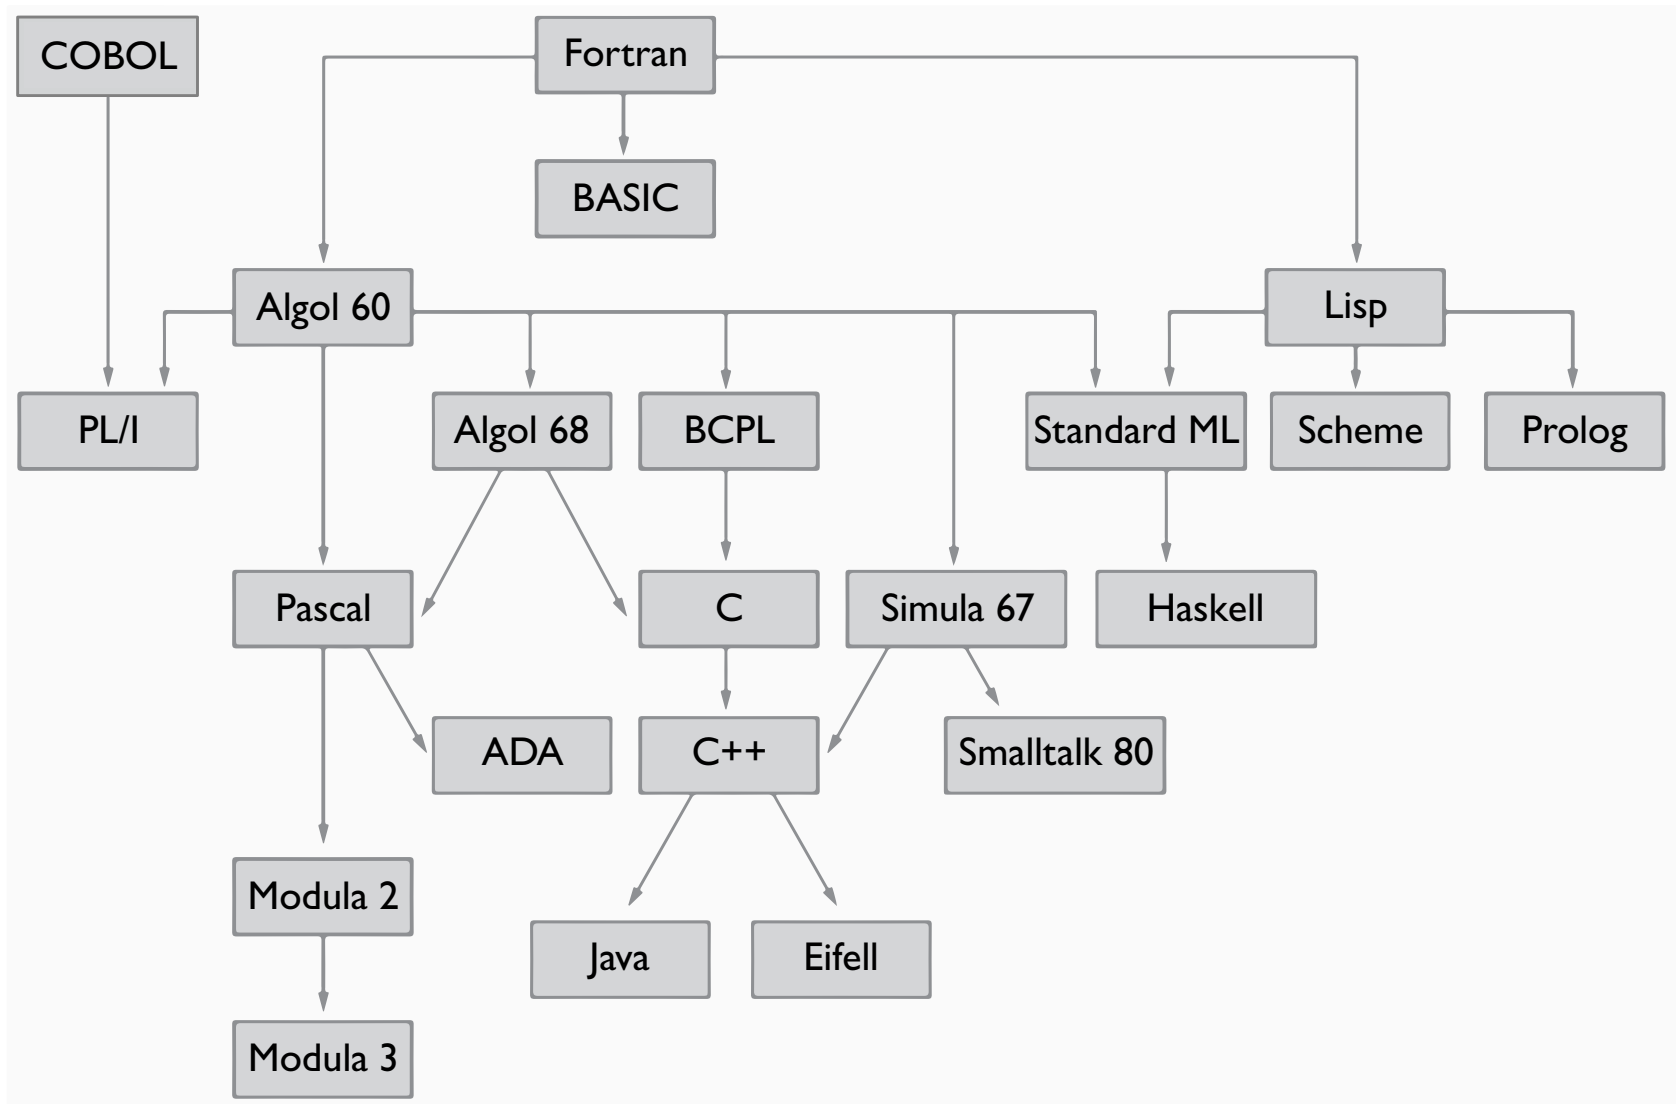 COBOL
Fortran
BASIC
Algol 60
Lisp
PL/I
Algol 68
BCPL
Standard ML
Scheme
Prolog
Pascal
C
Simula 67
Haskell
ADA
C++
Smalltalk 80
Modula 2
Java
Eifell
Modula 3